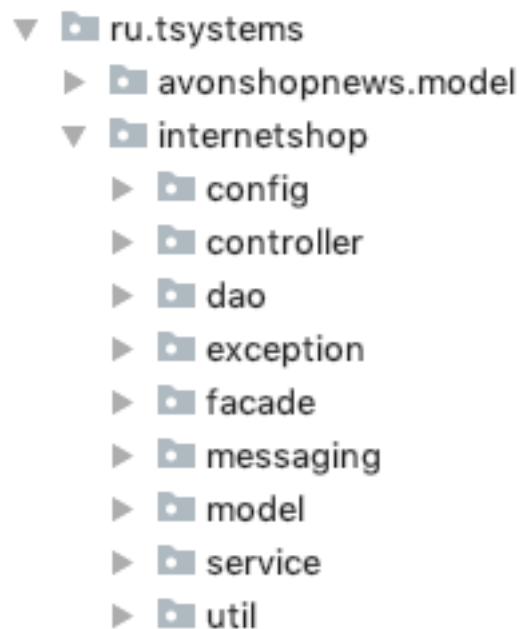 ru.tsystems
avonshopnews.model
internetshop
config
controller
dao
exception
facade
messaging
model
service
util